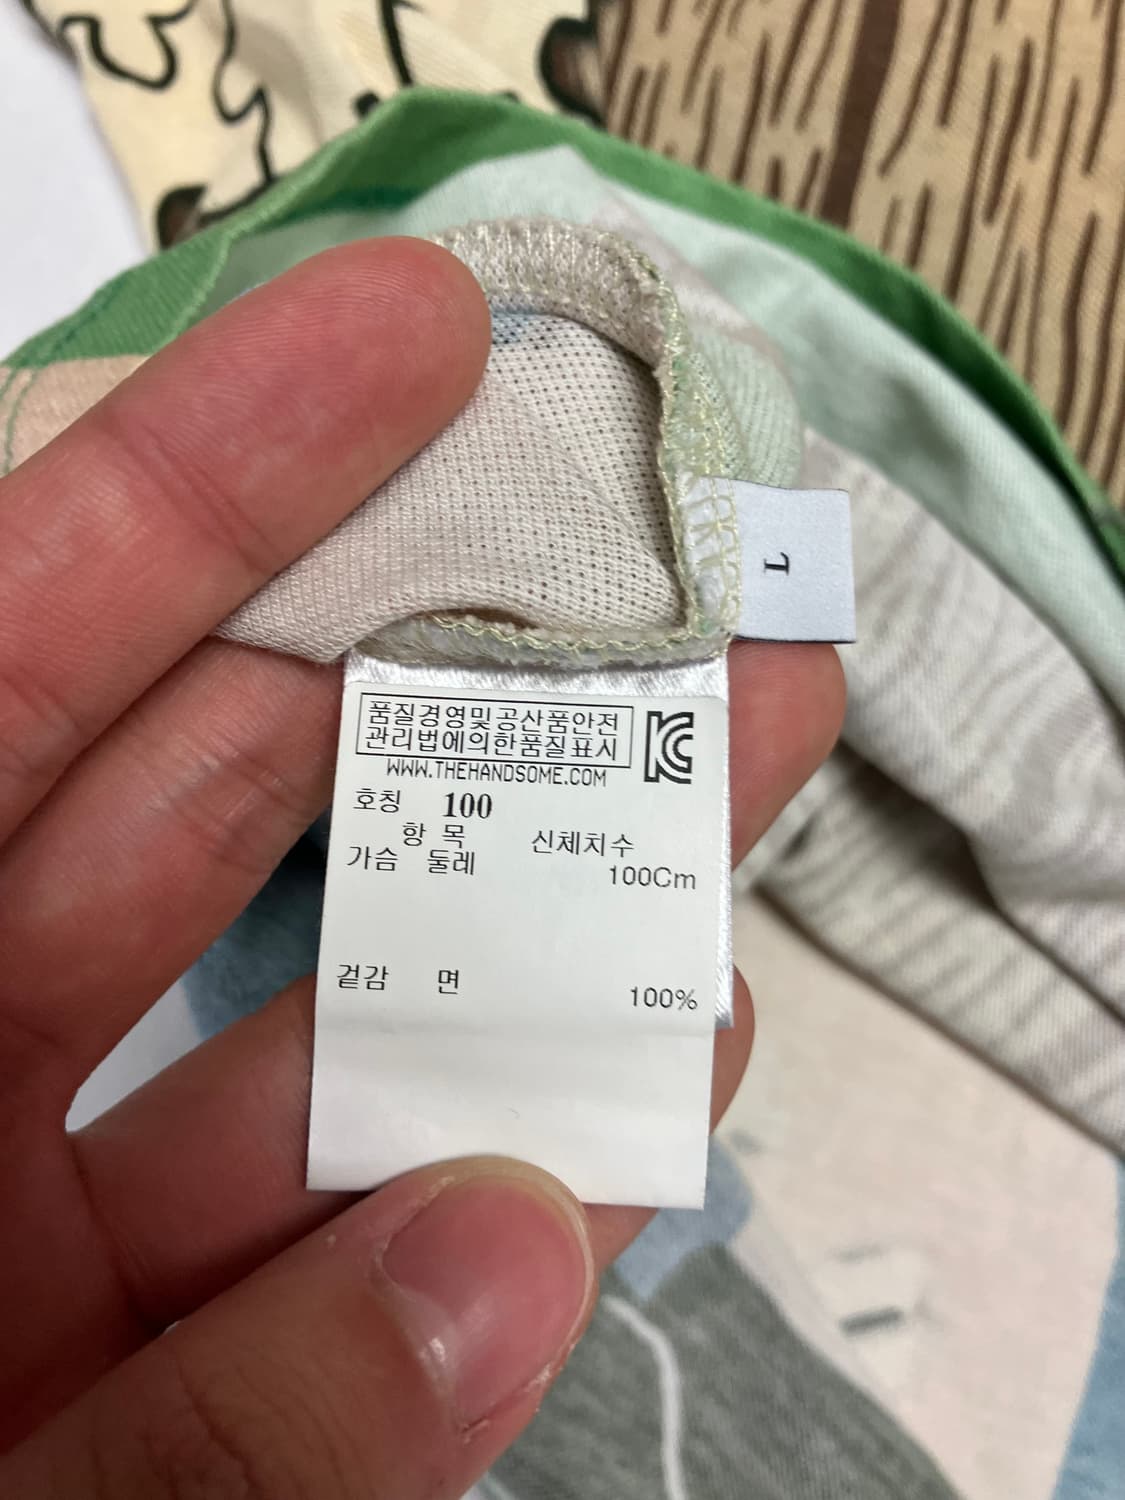 품질경영및공산품안전
관리법에의한품질표시
WWW.THEHANDSOME.COM
호칭 100
항 목 신체치수
가슴 둘레 100Cm
겉감 면 100%